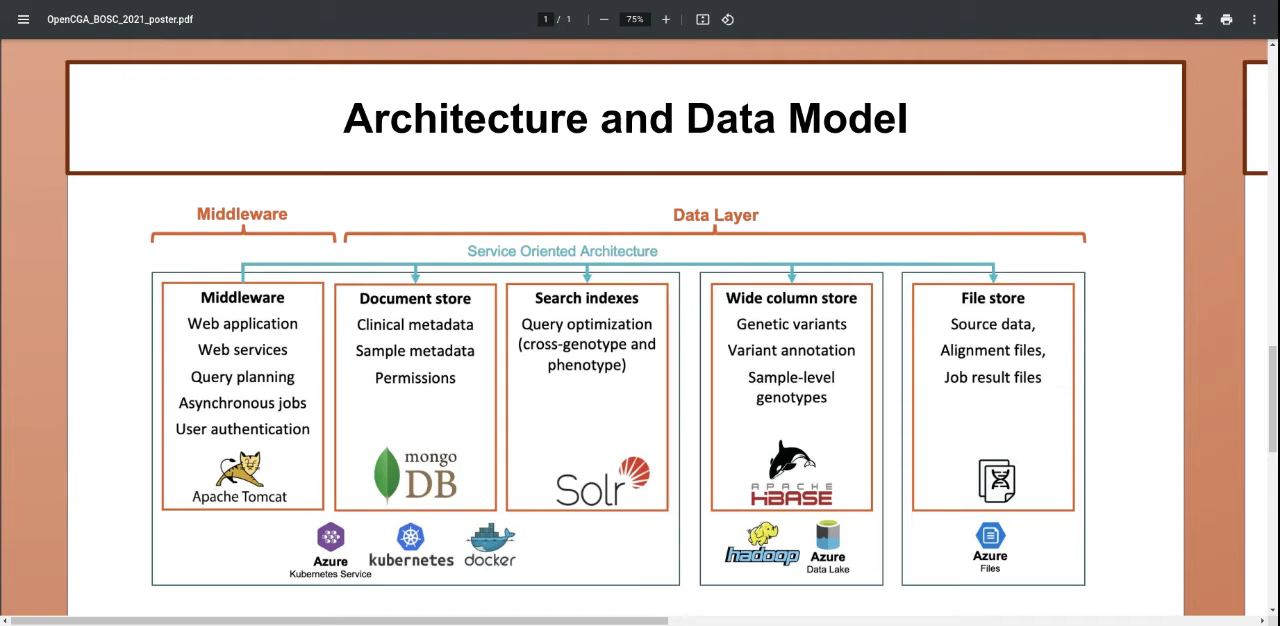 OpenCGA_BOSC_2021_poster.pdf
1 / 1
75%
Architecture and Data Model
Middleware
Data Layer
Service Oriented Architecture
Middleware
Web application
Web services
Query planning
Asynchronous jobs
User authentication
Apache Tomcat
Document store
Clinical metadata
Sample metadata
Permissions
mongo
DB
Search indexes
Query optimization
(cross-genotype and
phenotype)
Solr
Azure
Kubernetes Service
kubernetes
docker
Wide column store
Genetic variants
Variant annotation
Sample-level
genotypes
APACHE
HBASE
hadoop
Azure
Data Lake
File store
Source data,
Alignment files,
Job result files
Azure
Files